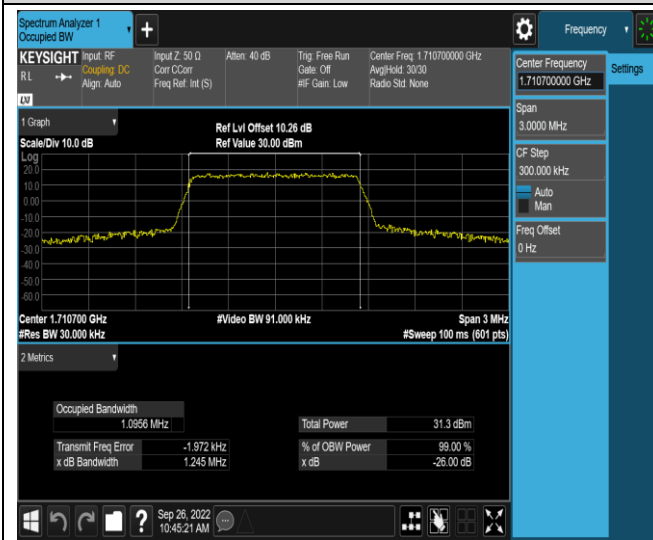 Spectrum Analyzer 1
Occupied BW
+
Frequency
KEYSIGHT
R L
LXI
Input: RF
Coupling: DC
Align: Auto
Input Z: 50 Ω
Corr CCorr
Freq Ref: Int (S)
Atten: 40 dB
Trig: Free Run
Gate: Off
#IF Gain: Low
Center Freq: 1.710700000 GHz
Avg|Hold: 30/30
Radio Std: None
Center Frequency
1.710700000 GHz
Settings
Span
3.0000 MHz
CF Step
300.000 kHz
Auto
Man
Freq Offset
0 Hz
1 Graph
Scale/Div 10.0 dB
Ref Lvl Offset 10.26 dB
Ref Value 30.00 dBm
Log
20.0
10.0
0.00
-10.0
-20.0
-30.0
-40.0
-50.0
-60.0
Center 1.710700 GHz
#Video BW 91.000 kHz
Span 3 MHz
#Res BW 30.000 kHz
#Sweep 100 ms (601 pts)
2 Metrics
Occupied Bandwidth
1.0956 MHz
Total Power 31.3 dBm
Transmit Freq Error -1.972 kHz
% of OBW Power 99.00 %
x dB Bandwidth 1.245 MHz
x dB -26.00 dB
?
Sep 26, 2022
10:45:21 AM